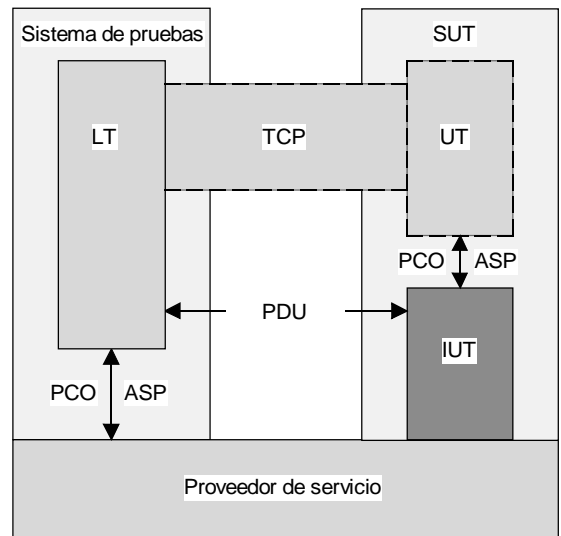 Sistema de pruebas
SUT
LT
TCP
UT
PCO
ASP
PDU
IUT
PCO
ASP
Proveedor de servicio